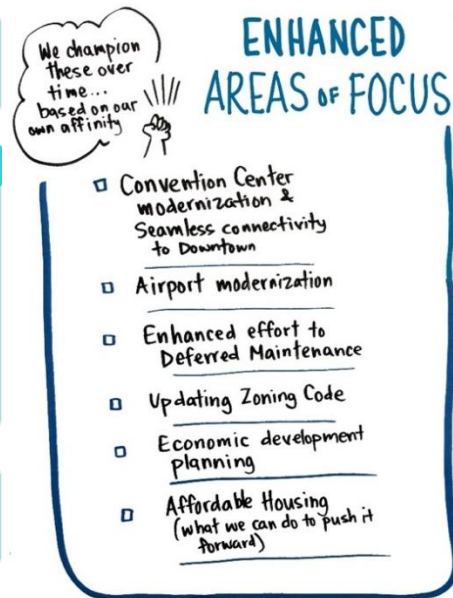 We champion
these over
time...
based on our
own affinity
ENHANCED
AREAS OF FOCUS
Convention Center
modernization &
Seamless connectivity
to Downtown
Airport modernization
Enhanced effort to
Deferred Maintenance
Updating Zoning Code
Economic development
planning
Affordable Housing
(what we can do to push it
forward)